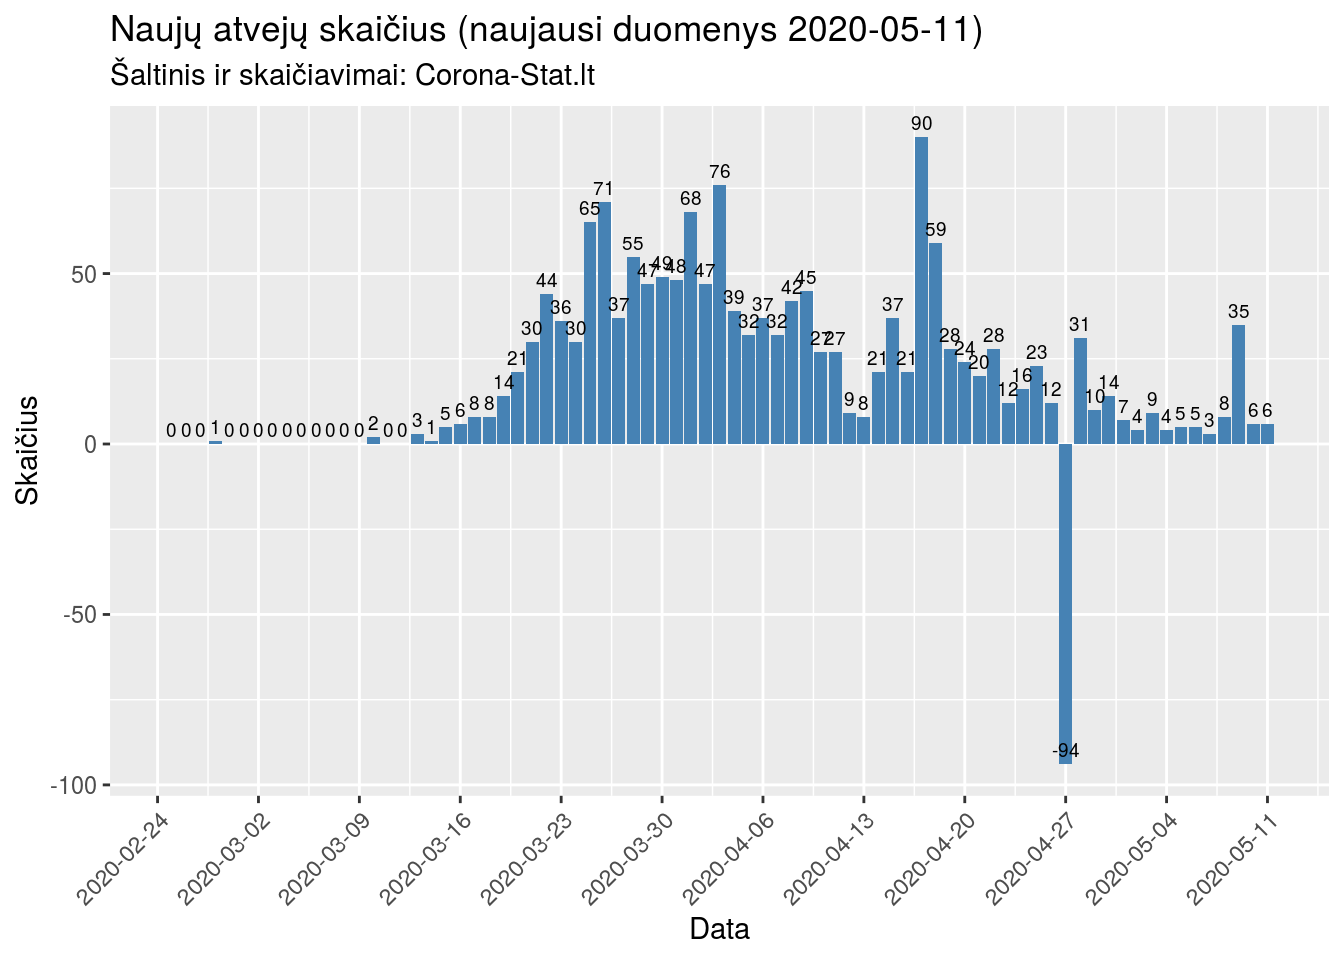 Naujų atvejų skaičius (naujausi duomenys 2020-05-11)
Šaltinis ir skaičiavimai: Corona-Stat.lt
Skaičius
50
0
-50
-100
0 0 0 1 0 0 0 0 0 0 0 0 0 0 2 0 0 3 1 5 6 8 8 14 21 30 44 36 30 65 71 37 55 47 49 48 68 47 76 39 32 37 32 42 45 27 27 9 8 21 37 21 90 59 28 24 20 28 12 16 23 12 -94 31 10 14 7 4 9 4 5 5 3 8 35 6 6
2020-02-24 2020-03-02 2020-03-09 2020-03-16 2020-03-23 2020-03-30 2020-04-06 2020-04-13 2020-04-20 2020-04-27 2020-05-04 2020-05-11
Data